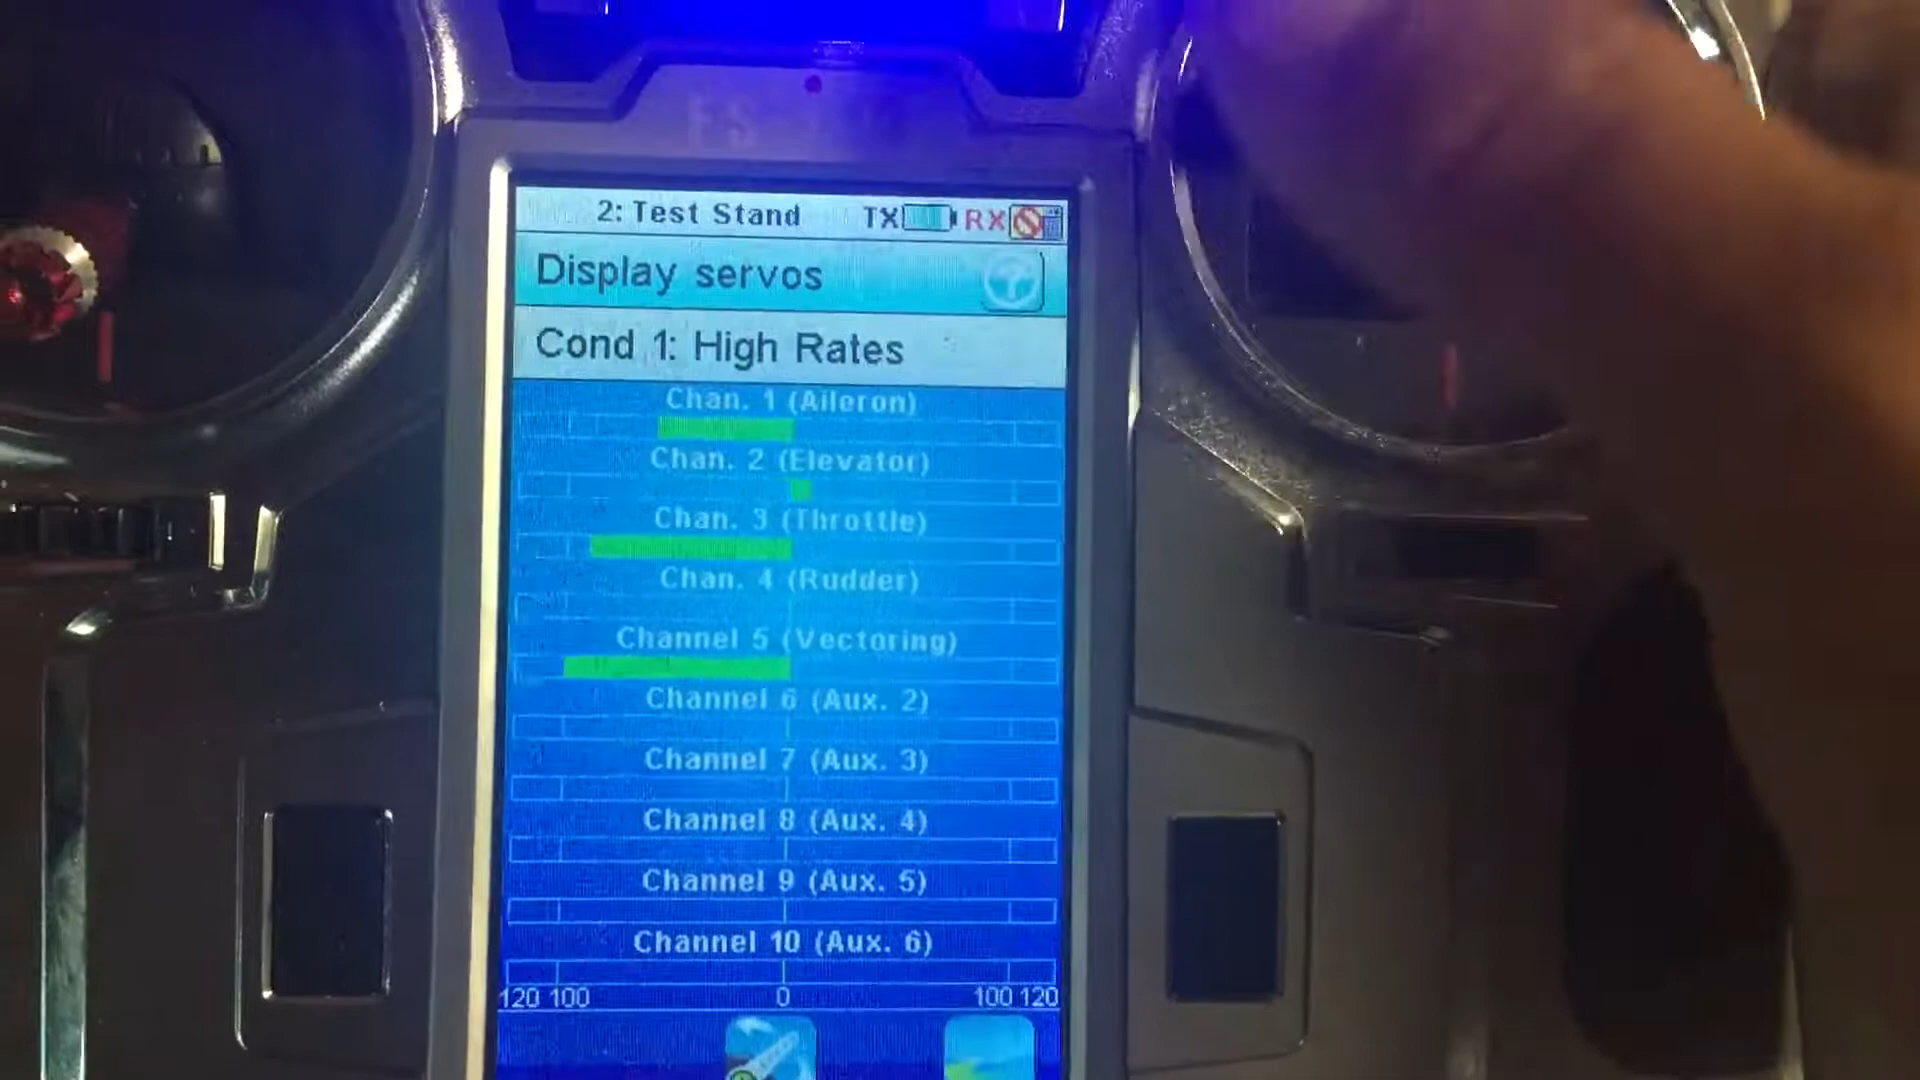 2: Test Stand TX RX
Display servos
Cond 1: High Rates
Chan. 1 (Aileron)
Chan. 2 (Elevator)
Chan. 3 (Throttle)
Chan. 4 (Rudder)
Channel 5 (Vectoring)
Channel 6 (Aux. 2)
Channel 7 (Aux. 3)
Channel 8 (Aux. 4)
Channel 9 (Aux. 5)
Channel 10 (Aux. 6)
120 100 0 100 120